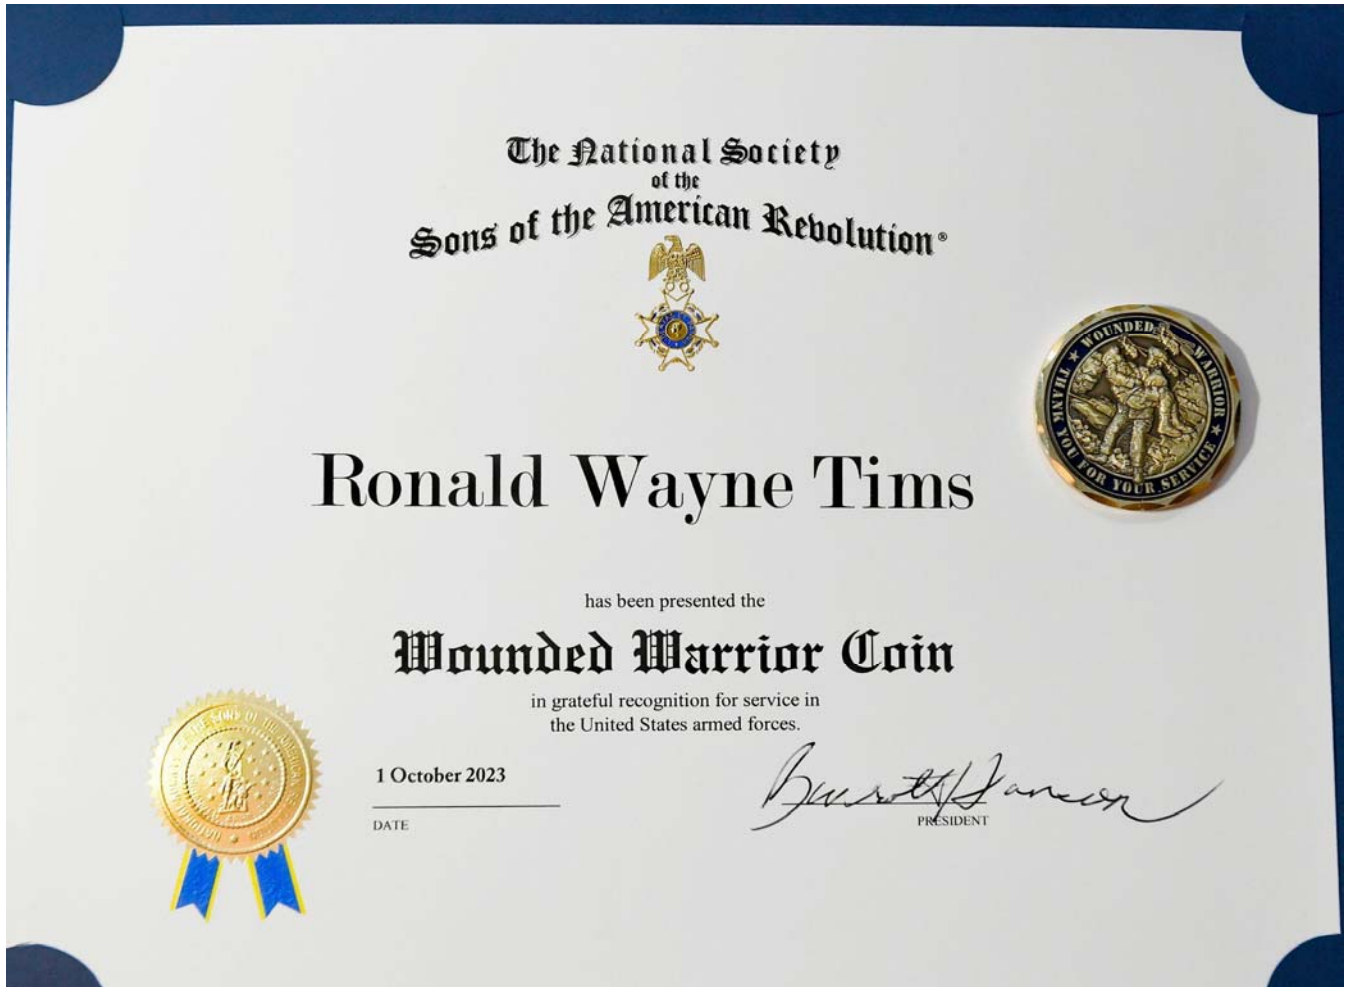 The National Society
of the
Sons of the American Revolution®
WOUNDED WARRIOR ★ THANK YOU FOR YOUR SERVICE ★
Ronald Wayne Tims
has been presented the
Wounded Warrior Coin
in grateful recognition for service in
the United States armed forces.
1 October 2023
DATE
PRESIDENT